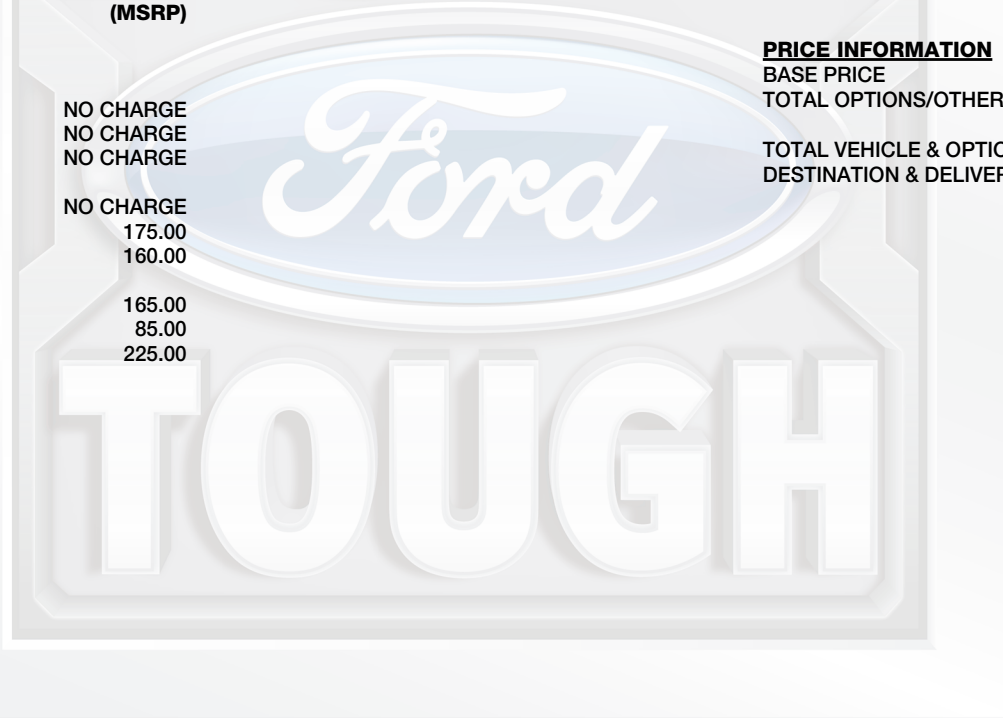 (MSRP)
NO CHARGE
NO CHARGE
NO CHARGE
NO CHARGE
175.00
160.00
165.00
85.00
225.00
PRICE INFORMATION
BASE PRICE
TOTAL OPTIONS/OTHER
TOTAL VEHICLE & OPTIO
DESTINATION & DELIVER
Ford
TOUGH